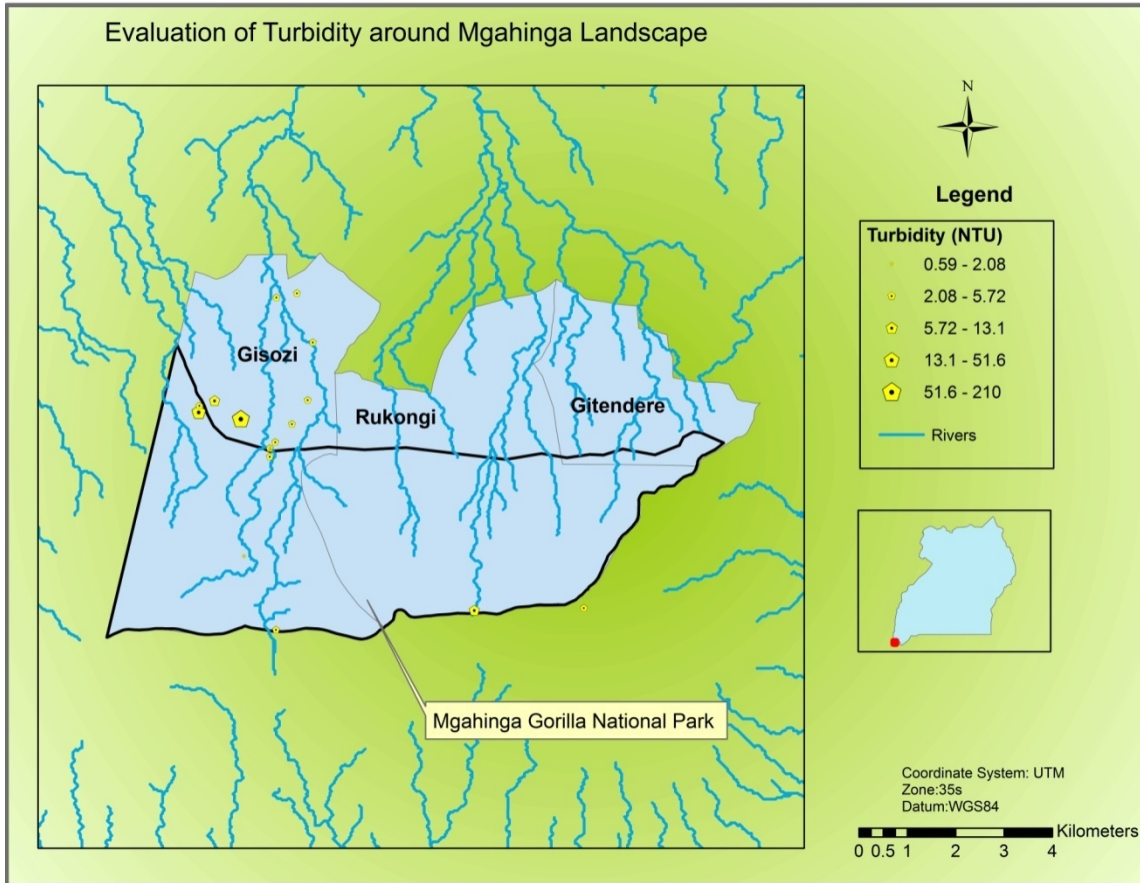 Evaluation of Turbidity around Mgahinga Landscape
N
Legend
Turbidity (NTU)
0.59 - 2.08
2.08 - 5.72
5.72 - 13.1
13.1 - 51.6
51.6 - 210
Rivers
Gisozi
Rukongi
Gitendere
Mgahinga Gorilla National Park
Coordinate System: UTM
Zone:35s
Datum:WGS84
Kilometers
0 0.5 1 2 3 4